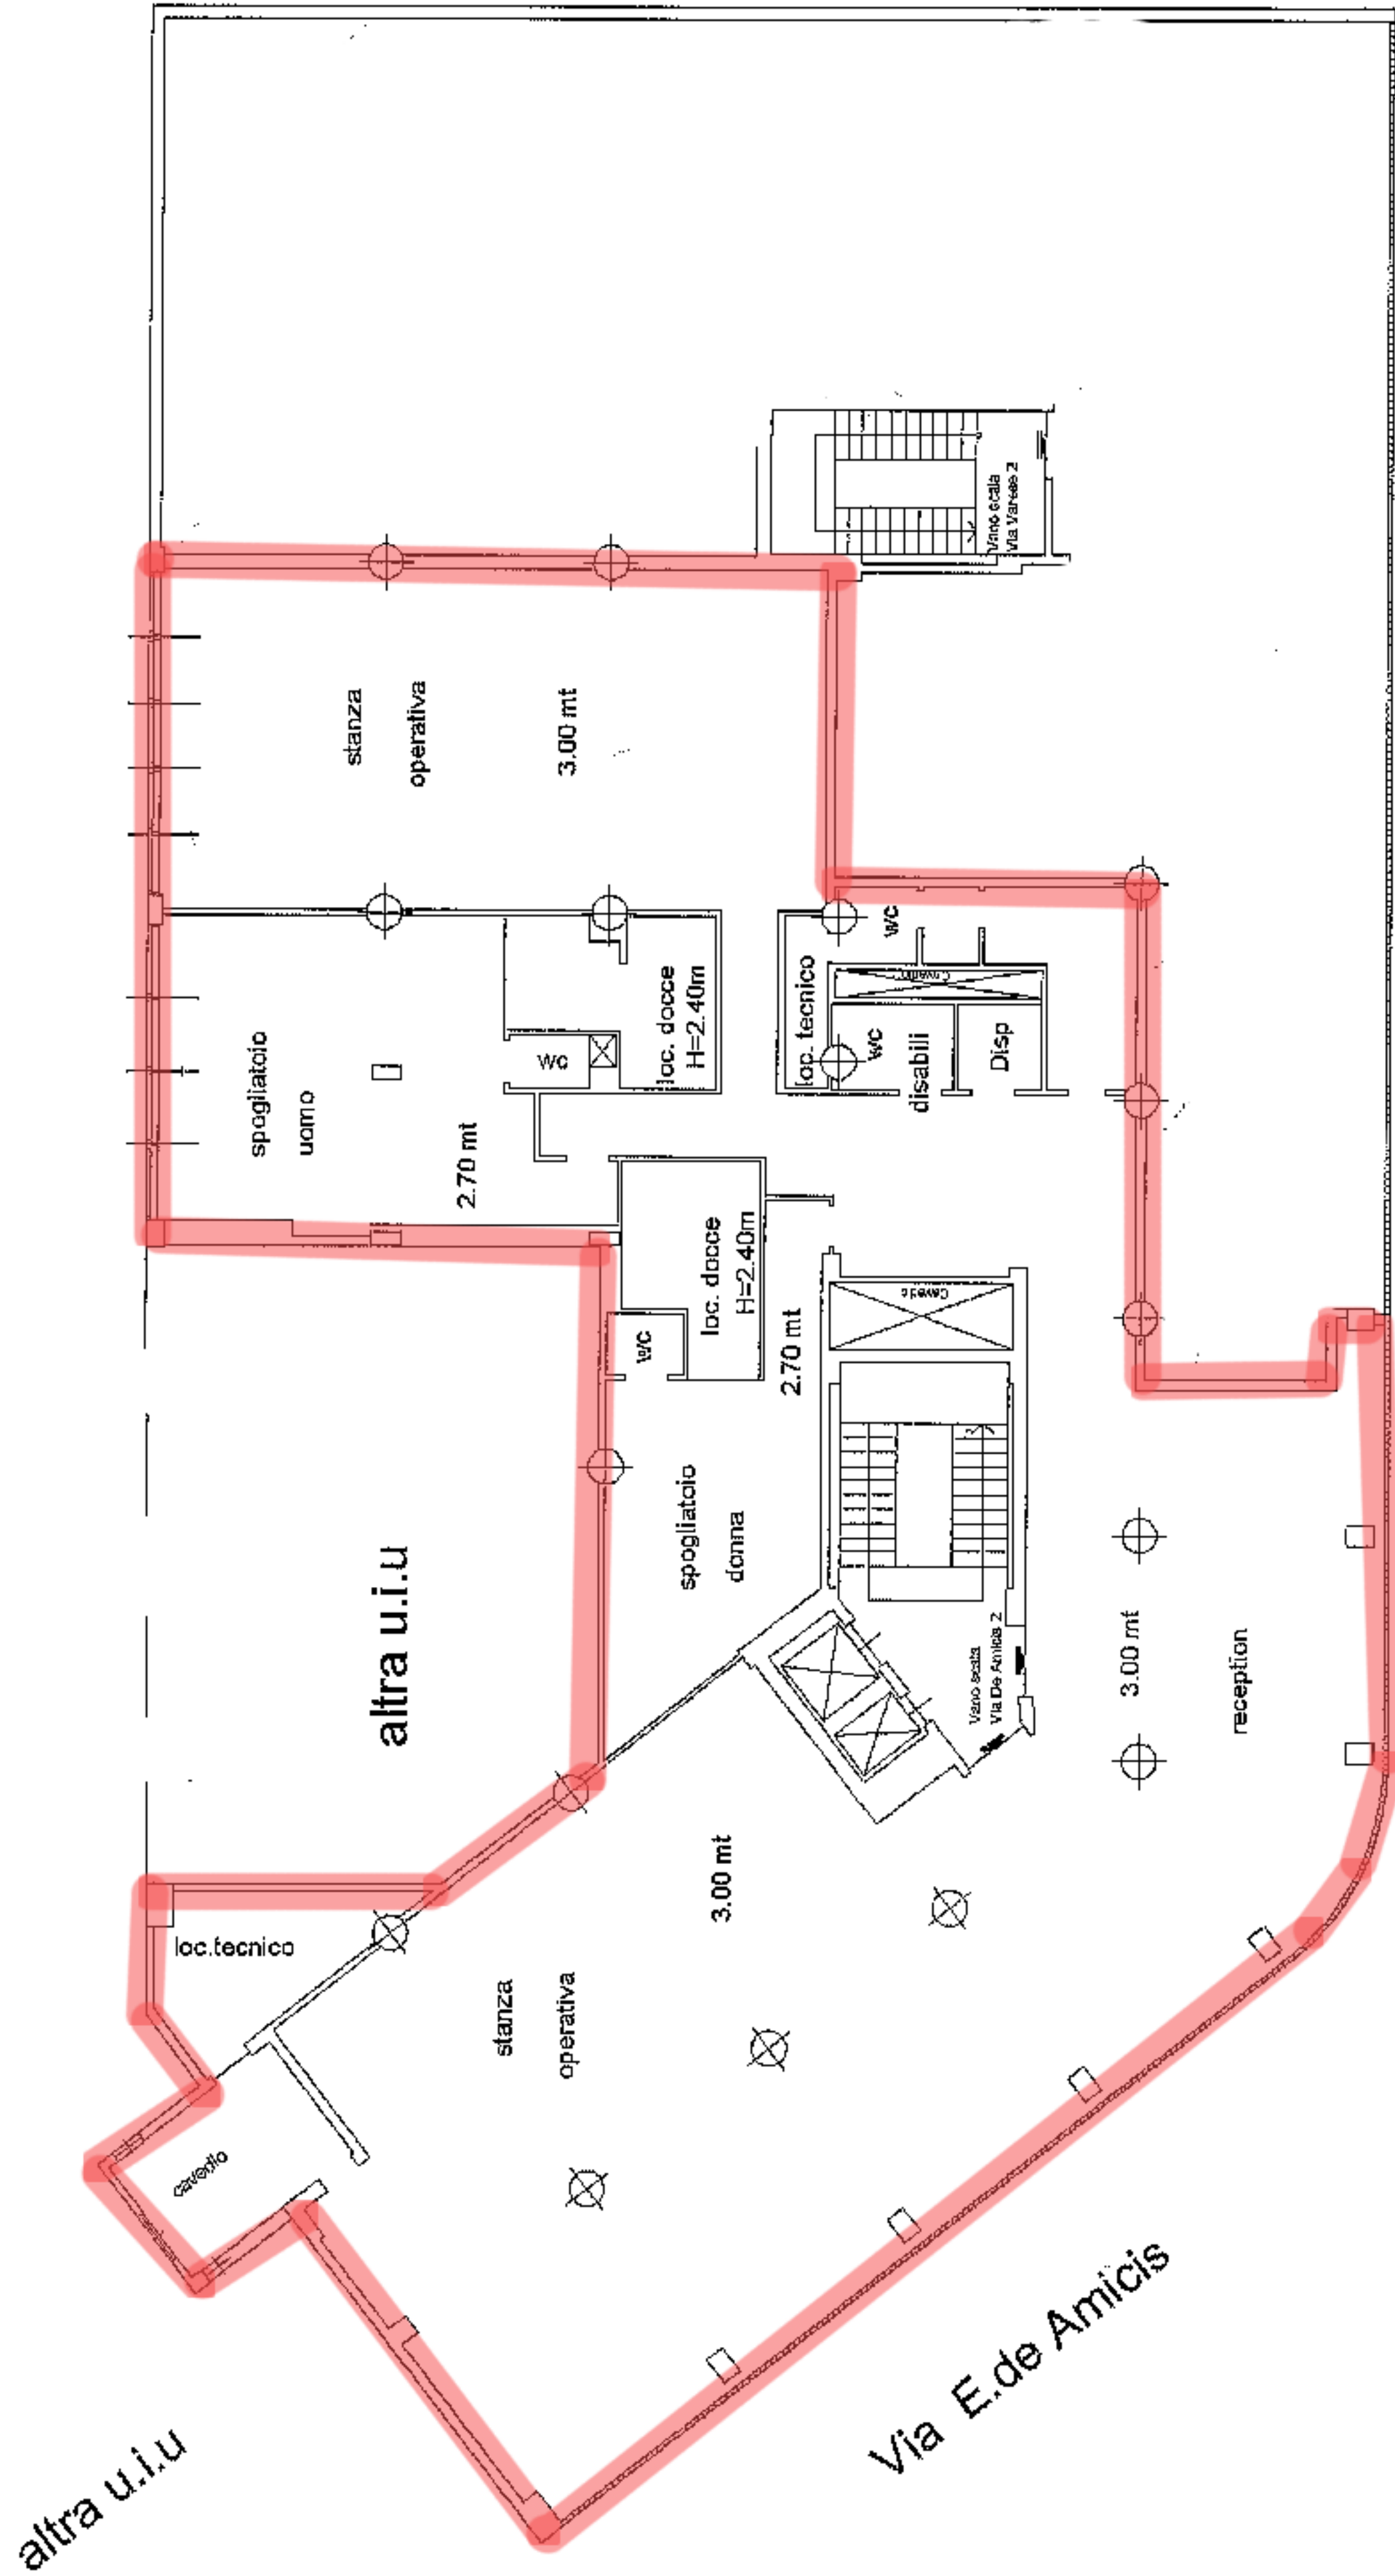 Vano scala
Via Varese 2
stanza
operativa
3.00 mt
spogliatoio
uomo
2.70 mt
wc
loc. docce
H=2.40m
loc. tecnico
wc
Cavedio
wc
disabili
Disp
loc. docce
H=2.40m
wc
2.70 mt
Cavedio
spogliatoio
donna
altra u.i.u
Vano scala
Via De Amicis 2
3.00 mt
reception
3.00 mt
loc.tecnico
stanza
operativa
cavedio
Via E.de Amicis
altra u.i.u